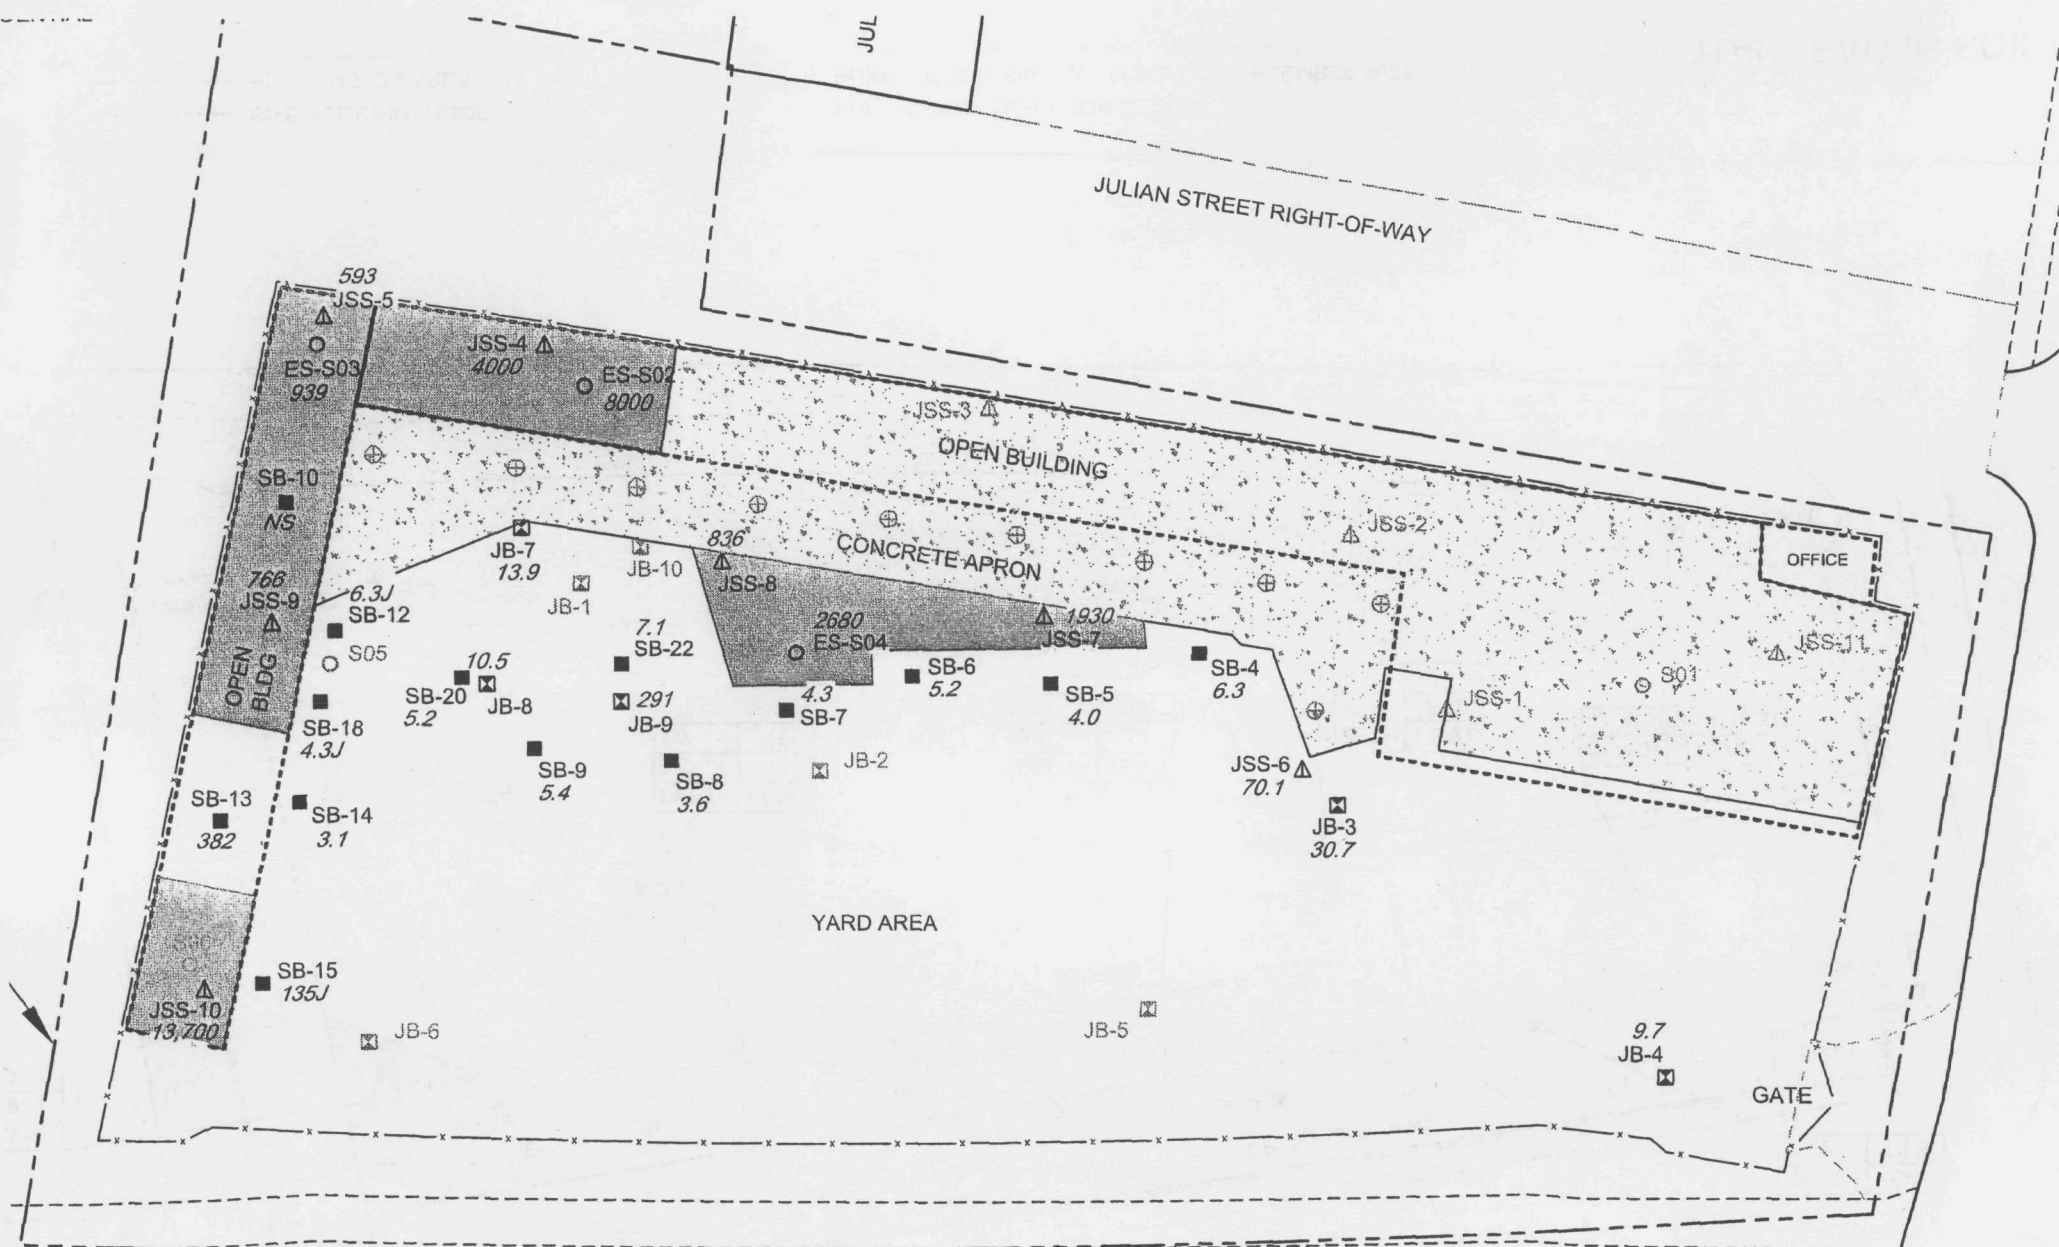 JUL
JULIAN STREET RIGHT-OF-WAY
593
JSS-5
ES-S03
939
JSS-4
4000
ES-S02
8000
JSS-3
OPEN BUILDING
SB-10
NS
JSS-2
OFFICE
JB-7
13.9
JB-10
836
JSS-8
CONCRETE APRON
JB-1
766
JSS-9
6.3J
SB-12
S05
OPEN
BLDG
7.1
SB-22
2680
ES-S04
1930
JSS-7
JSS-11
S01
JSS-1
10.5
SB-20
5.2
JB-8
291
JB-9
SB-6
5.2
SB-5
4.0
SB-4
6.3
SB-18
4.3J
4.3
SB-7
SB-9
5.4
SB-8
3.6
JB-2
JSS-6
70.1
SB-13
382
SB-14
3.1
JB-3
30.7
YARD AREA
SB-15
135J
JSS-10
13,700
JB-6
JB-5
9.7
JB-4
GATE